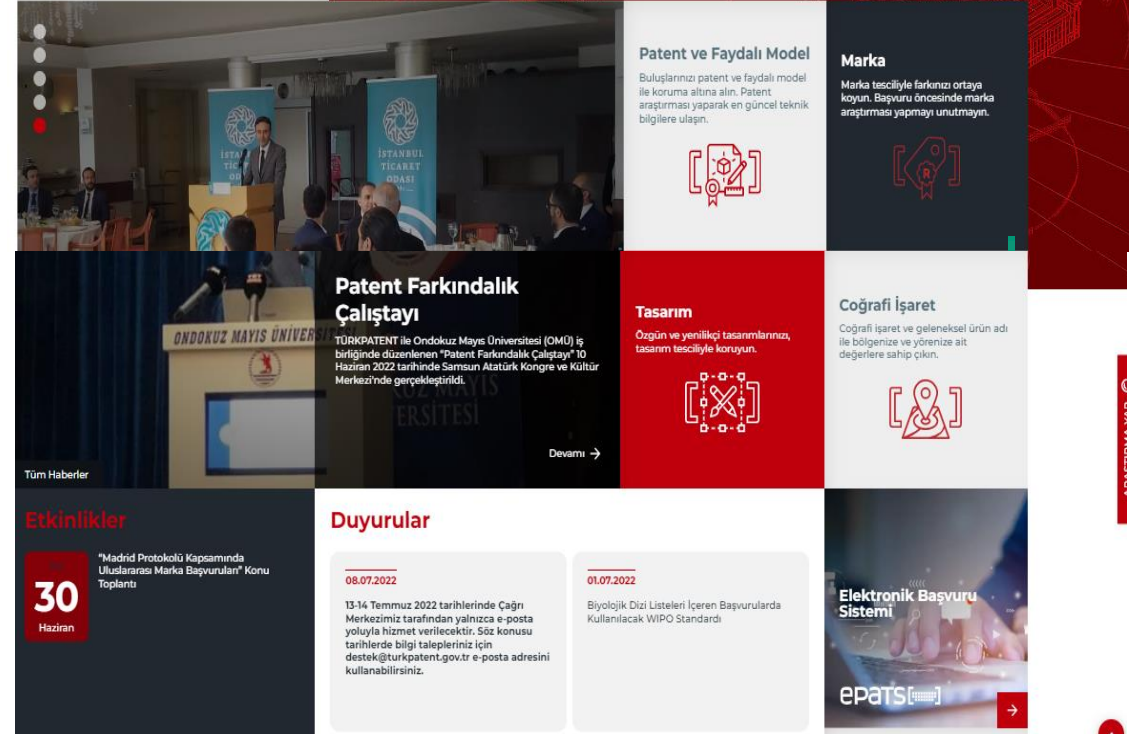 İSTANBUL
TİCARET
ODASI
Patent ve Faydalı Model
Buluşlarınızı patent ve faydalı model
ile koruma altına alın. Patent
araştırması yaparak en güncel teknik
bilgilere ulaşın.
Marka
Marka tesciliyle farkınızı ortaya
koyun. Başvuru öncesinde marka
araştırması yapmayı unutmayın.
R
ONDOKUZ MAYIS ÜNİVERSİTESİ
Patent Farkındalık
Çalıştayı
TÜRKPATENT ile Ondokuz Mayıs Üniversitesi (OMÜ) iş
birliğinde düzenlenen "Patent Farkındalık Çalıştayı" 10
Haziran 2022 tarihinde Samsun Atatürk Kongre ve Kültür
Merkezi'nde gerçekleştirildi.
Devamı
Tüm Haberler
Tasarım
Özgün ve yenilikçi tasarımlarınızı,
tasarım tesciliyle koruyun.
Coğrafi İşaret
Coğrafi işaret ve geleneksel ürün adı
ile bölgenize ve yörenize ait
değerlere sahip çıkın.
Etkinlikler
30
Haziran
"Madrid Protokolü Kapsamında
Uluslararası Marka Başvuruları" Konu
Toplantı
Duyurular
08.07.2022
13-14 Temmuz 2022 tarihlerinde Çağrı
Merkezimiz tarafından yalnızca e-posta
yoluyla hizmet verilecektir. Söz konusu
tarihlerde bilgi talepleriniz için
destek@turkpatent.gov.tr e-posta adresini
kullanabilirsiniz.
01.07.2022
Biyolojik Dizi Listeleri İçeren Başvurularda
Kullanılacak WIPO Standardı
Elektronik Başvuru
Sistemi
ePATS